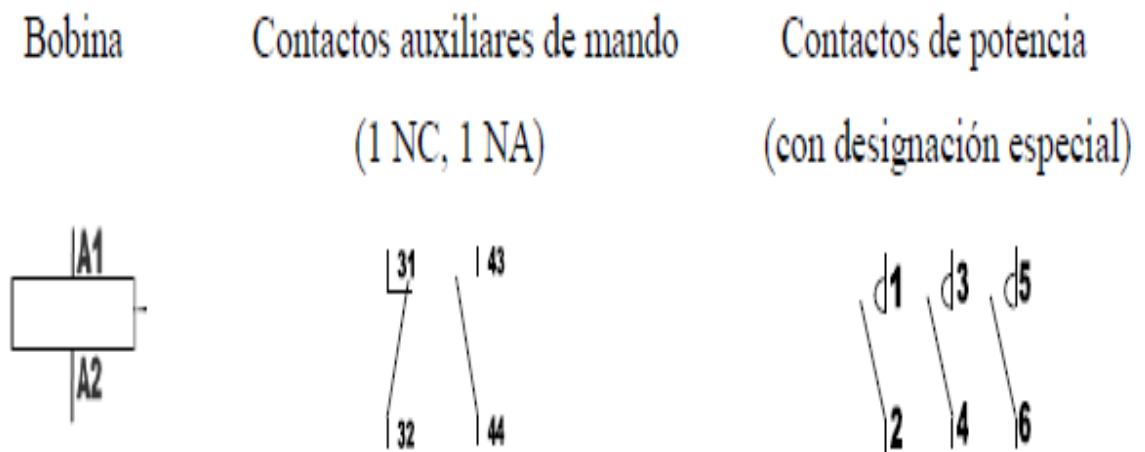 Bobina Contactos auxiliares de mando Contactos de potencia
(1 NC, 1 NA) (con designación especial)
A1 31 43 1 3 5
A2 32 44 2 4 6